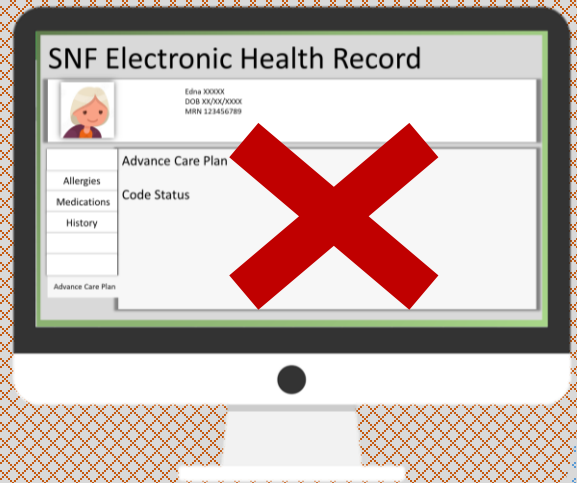 SNF Electronic Health Record
Edna XXXXX
DOB XX/XX/XXXX
MRN 123456789
Allergies
Medications
History
Advance Care Plan
Advance Care Plan
Code Status